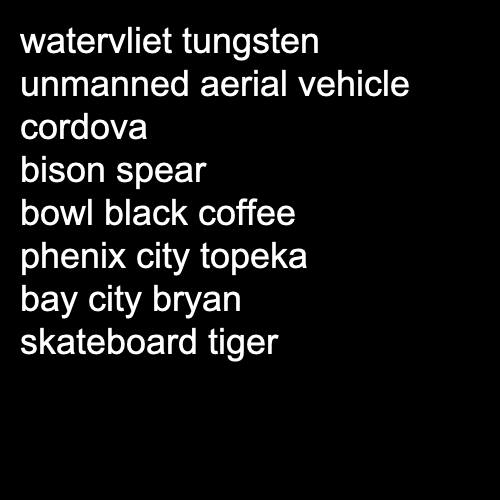 watervliet tungsten
unmanned aerial vehicle
cordova
bison spear
bowl black coffee
phenix city topeka
bay city bryan
skateboard tiger